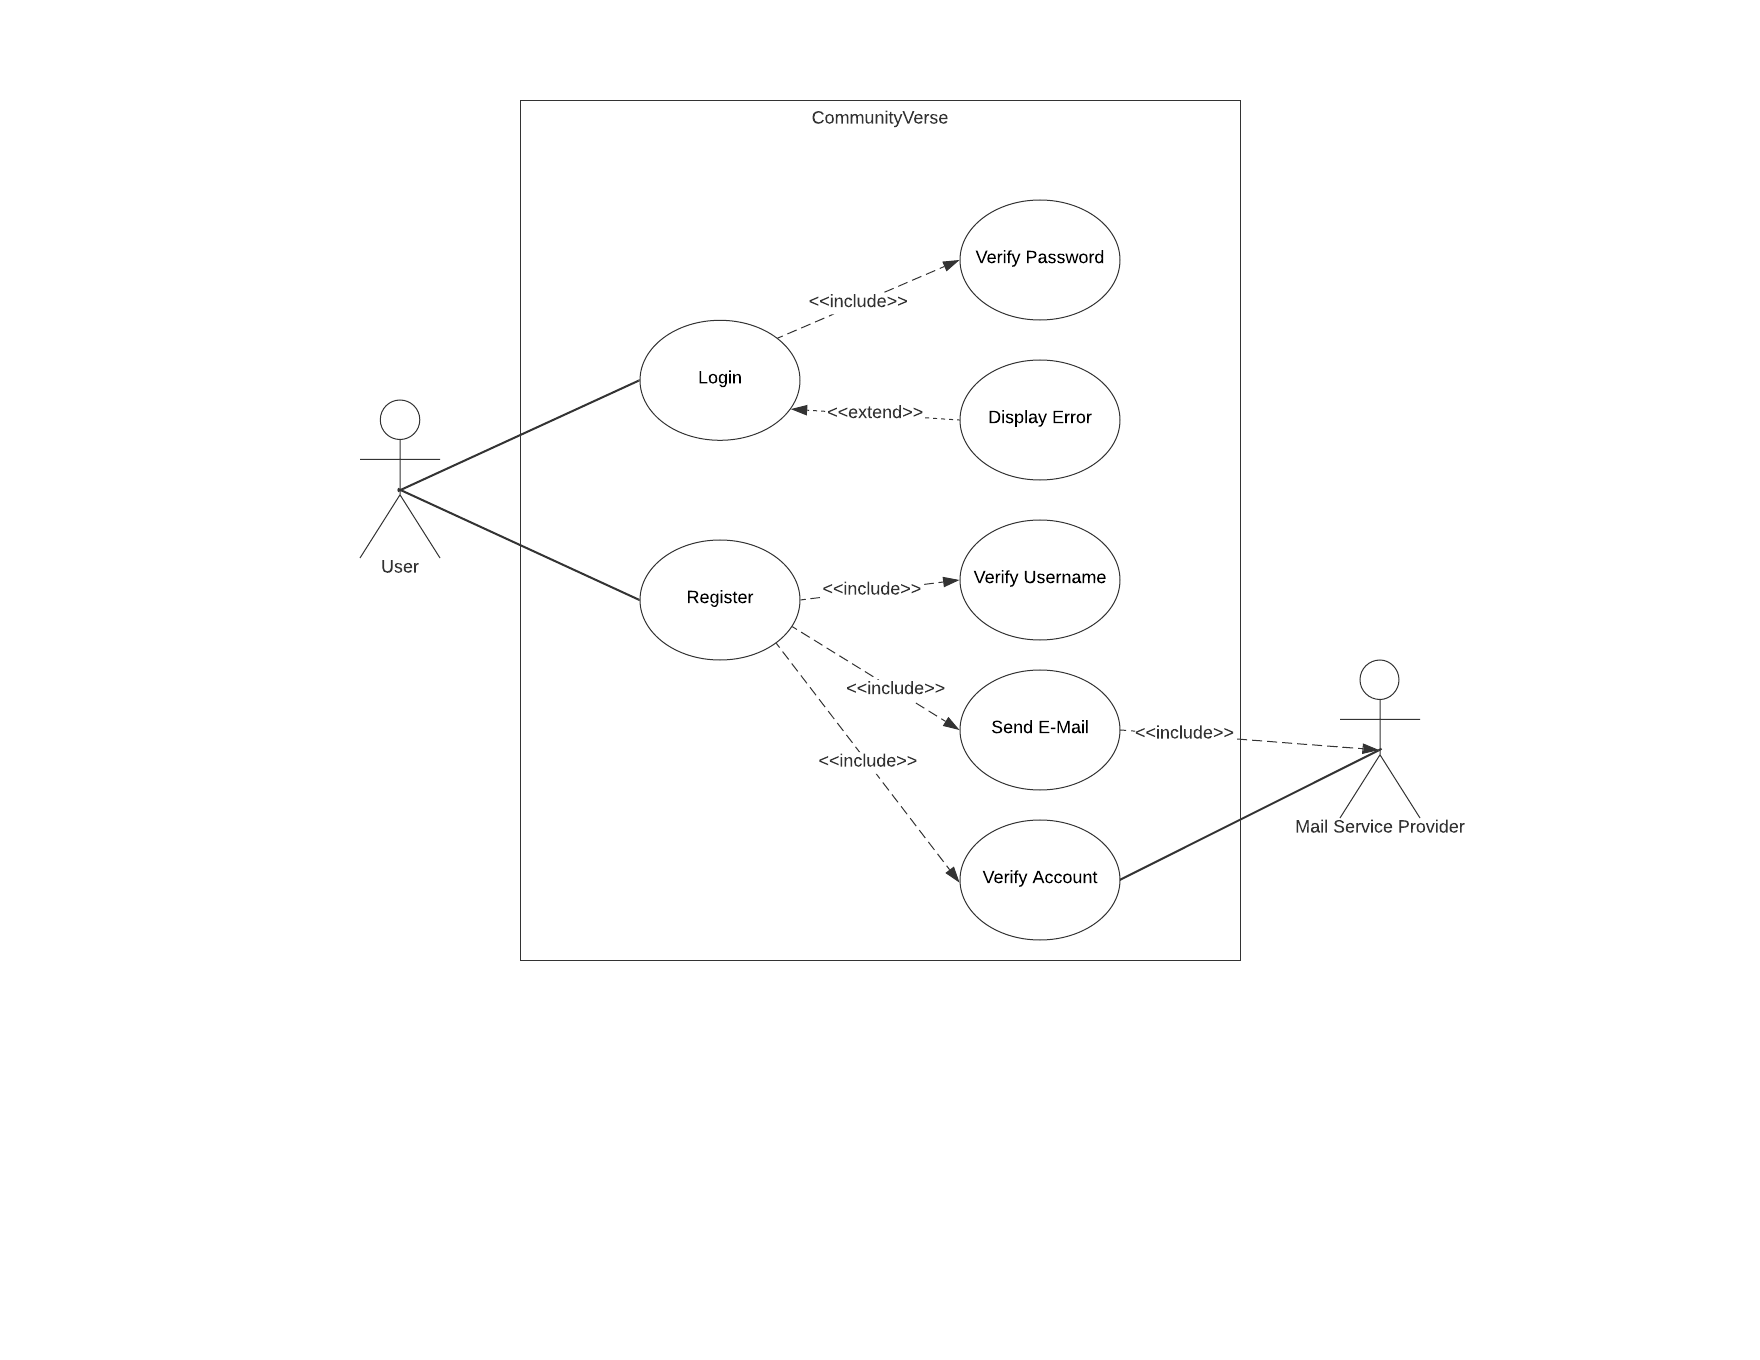 CommunityVerse
Verify Password
<<include>>
Login
<<extend>>
Display Error
User
Register
<<include>>
Verify Username
<<include>>
Send E-Mail
<<include>>
<<include>>
Mail Service Provider
Verify Account